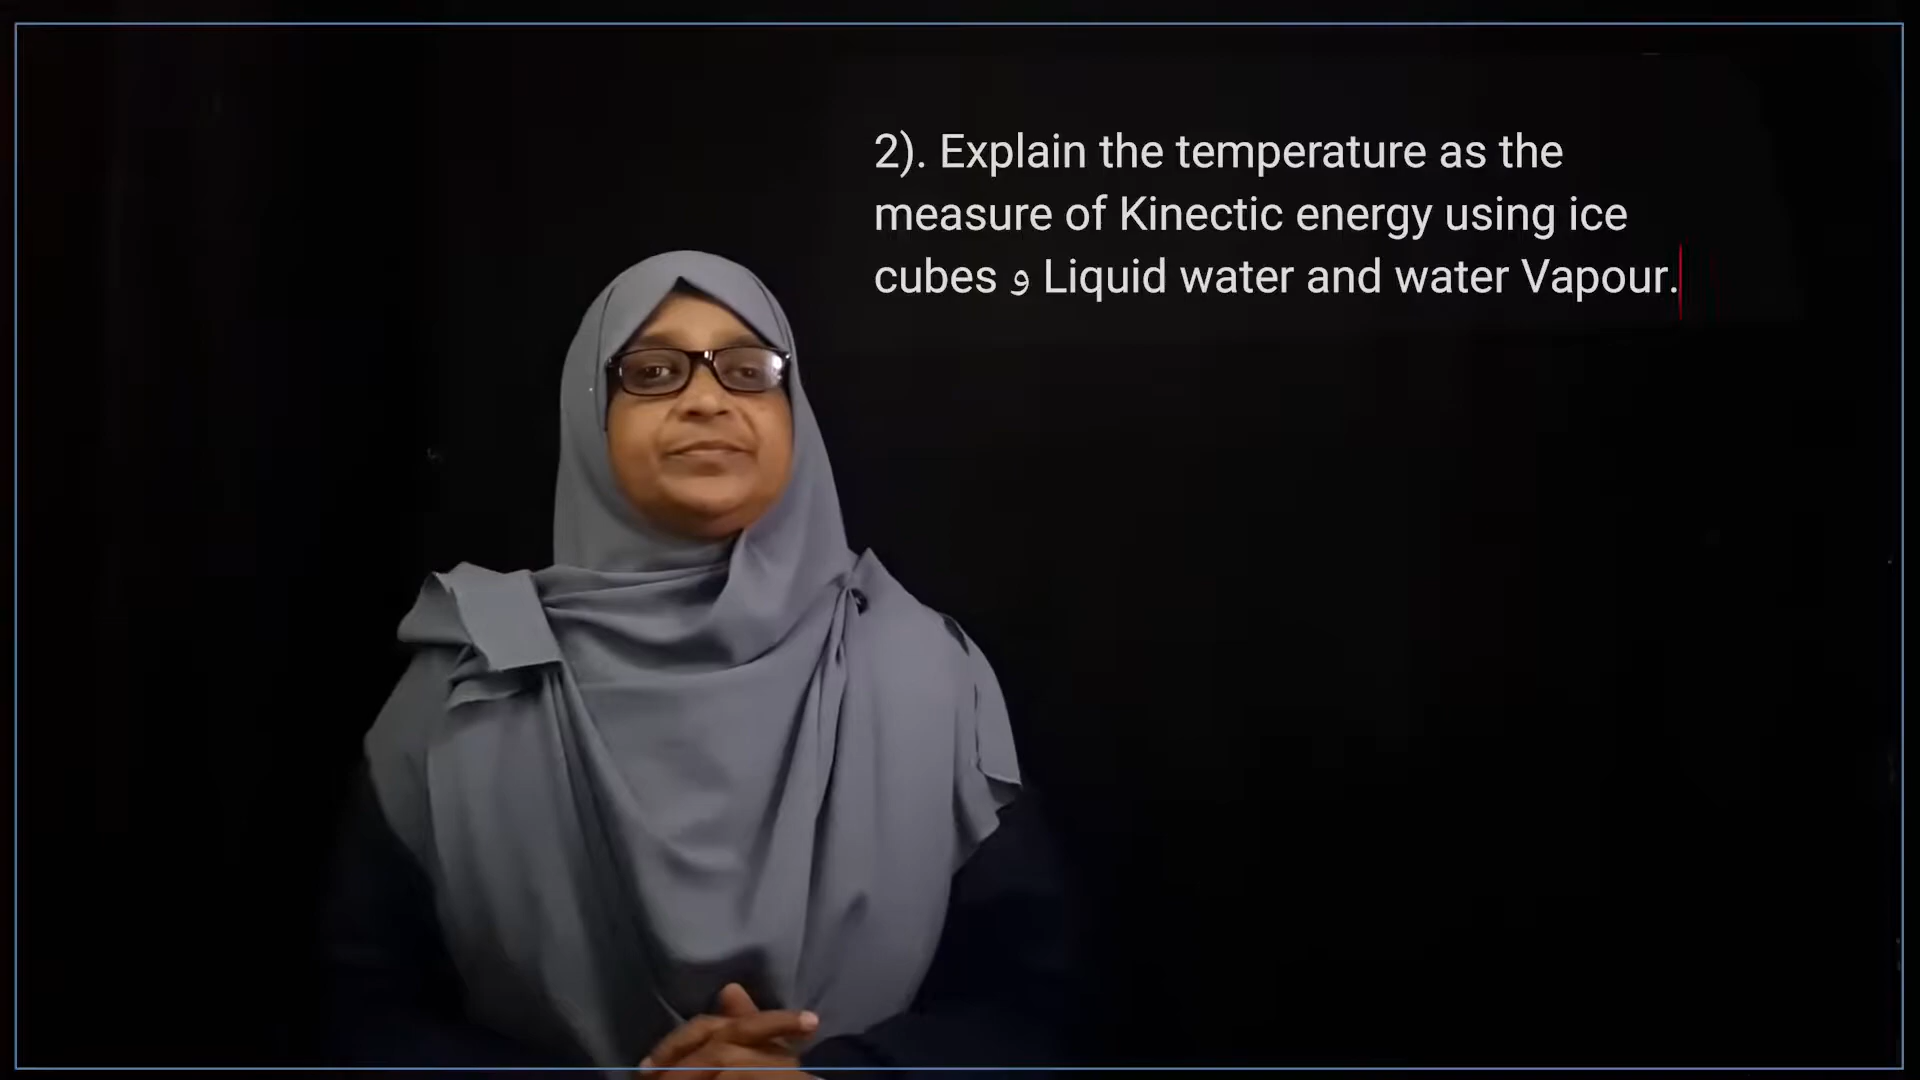 2). Explain the temperature as the
measure of Kinectic energy using ice
cubes و Liquid water and water Vapour.